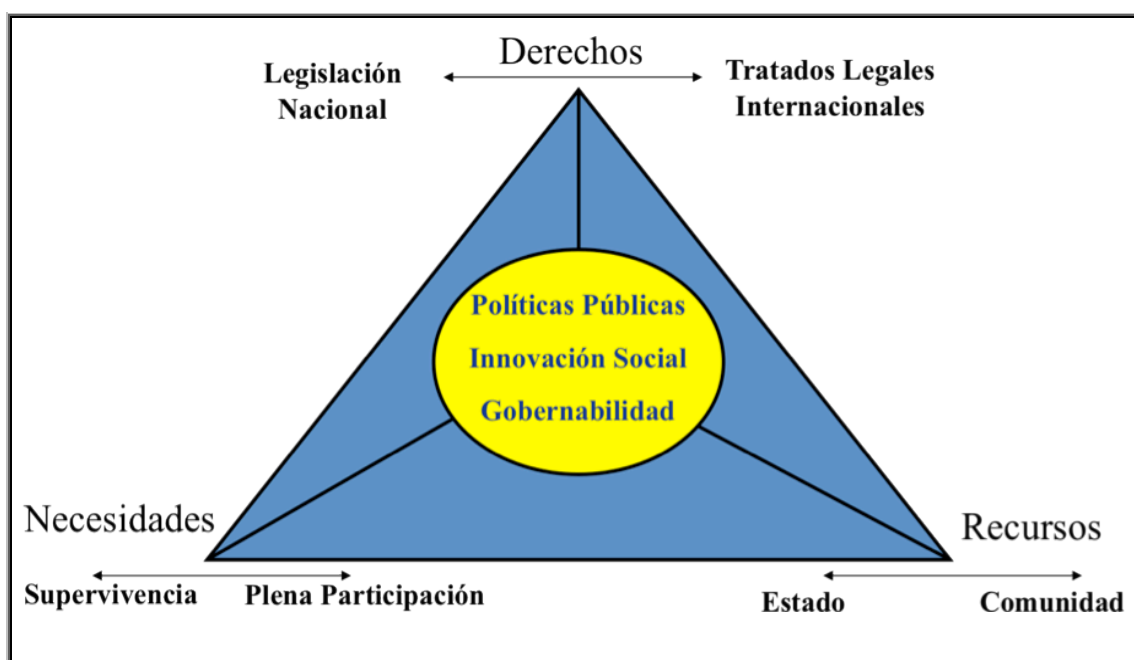 Derechos
Legislación
Nacional
Tratados Legales
Internacionales
Políticas Públicas
Innovación Social
Gobernabilidad
Necesidades
Recursos
Supervivencia
Plena Participación
Estado
Comunidad